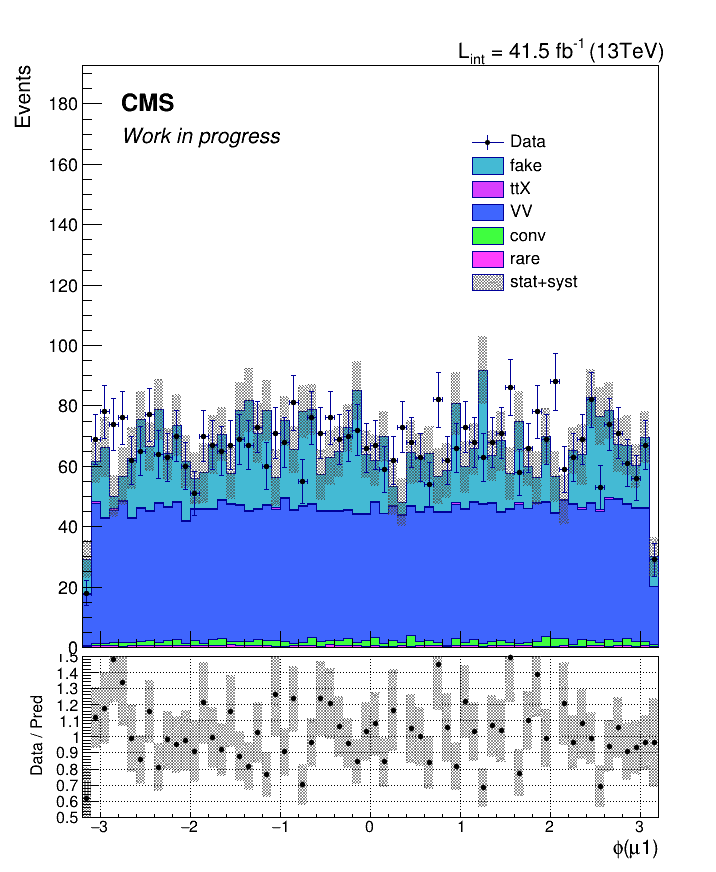 L_int = 41.5 fb^-1 (13TeV)
Events
CMS
Work in progress
Data
fake
ttX
VV
conv
rare
stat+syst
180
160
140
120
100
80
60
40
20
0
Data / Pred
1.5
1.4
1.3
1.2
1.1
1
0.9
0.8
0.7
0.6
0.5
−3 −2 −1 0 1 2 3
ϕ(μ1)